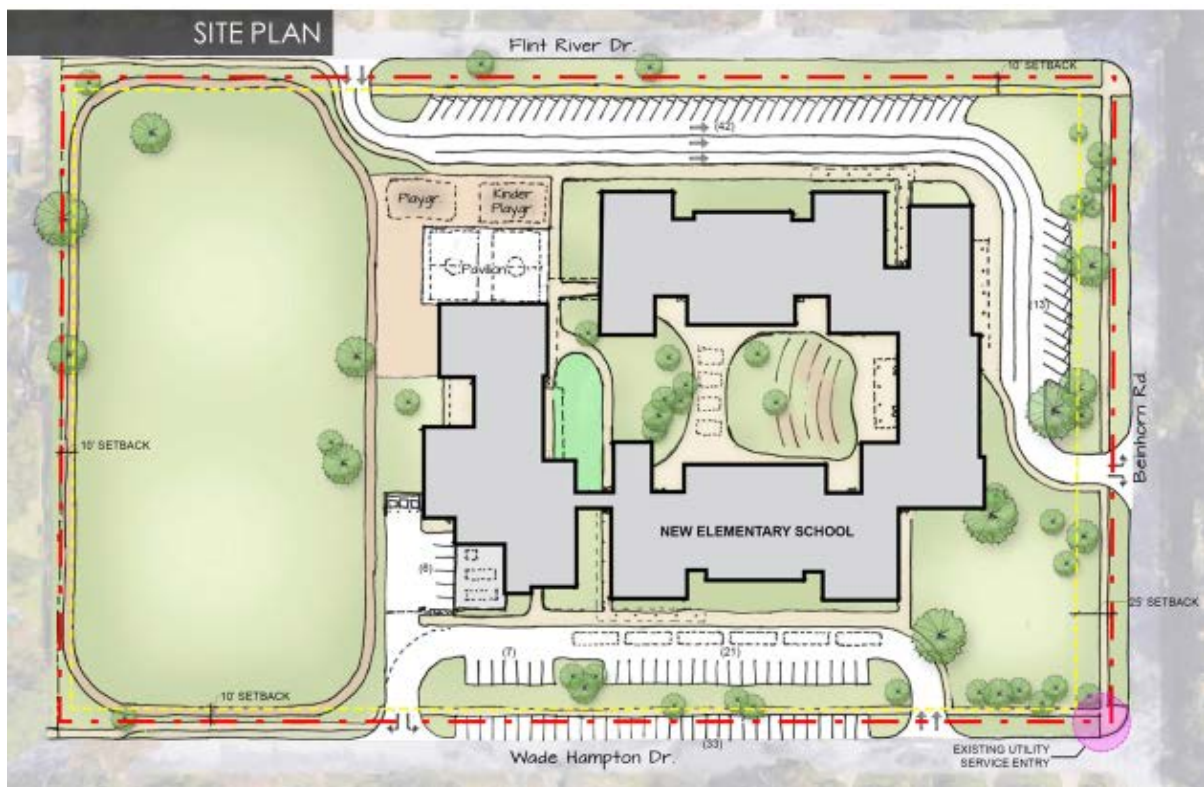 SITE PLAN
Flint River Dr.
10' SETBACK
(42)
Playgr.
Kinder
Playgr.
Pavilion
(13)
Beinhorn Rd.
10' SETBACK
NEW ELEMENTARY SCHOOL
(6)
25' SETBACK
(7)
(21)
10' SETBACK
(33)
EXISTING UTILITY
SERVICE ENTRY
Wade Hampton Dr.